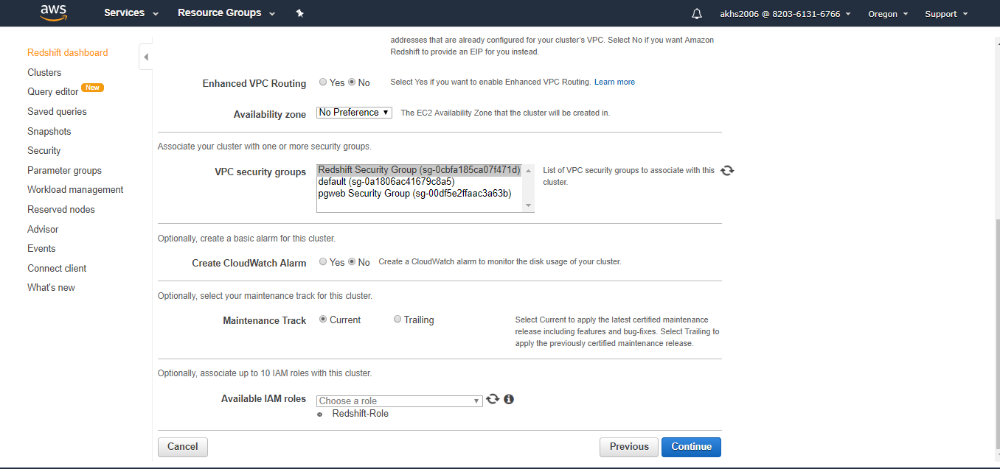 aws
Services
Resource Groups
akhs2006 @ 8203-6131-6766
Oregon
Support
Redshift dashboard
Clusters
Query editor New
Saved queries
Snapshots
Security
Parameter groups
Workload management
Reserved nodes
Advisor
Events
Connect client
What's new
addresses that are already configured for your cluster's VPC. Select No if you want Amazon
Redshift to provide an EIP for you instead.
Enhanced VPC Routing Yes No Select Yes if you want to enable Enhanced VPC Routing. Learn more
Availability zone No Preference The EC2 Availability Zone that the cluster will be created in.
Associate your cluster with one or more security groups.
VPC security groups
Redshift Security Group (sg-0cbfa185ca07f471d)
default (sg-0a1806ac41679c8a5)
pgweb Security Group (sg-00df5e2ffaac3a63b)
List of VPC security groups to associate with this
cluster.
Optionally, create a basic alarm for this cluster.
Create CloudWatch Alarm Yes No Create a CloudWatch alarm to monitor the disk usage of your cluster.
Optionally, select your maintenance track for this cluster.
Maintenance Track Current Trailing
Select Current to apply the latest certified maintenance
release including features and bug-fixes. Select Trailing to
apply the previously certified maintenance release.
Optionally, associate up to 10 IAM roles with this cluster.
Available IAM roles Choose a role
Redshift-Role
Cancel Previous Continue